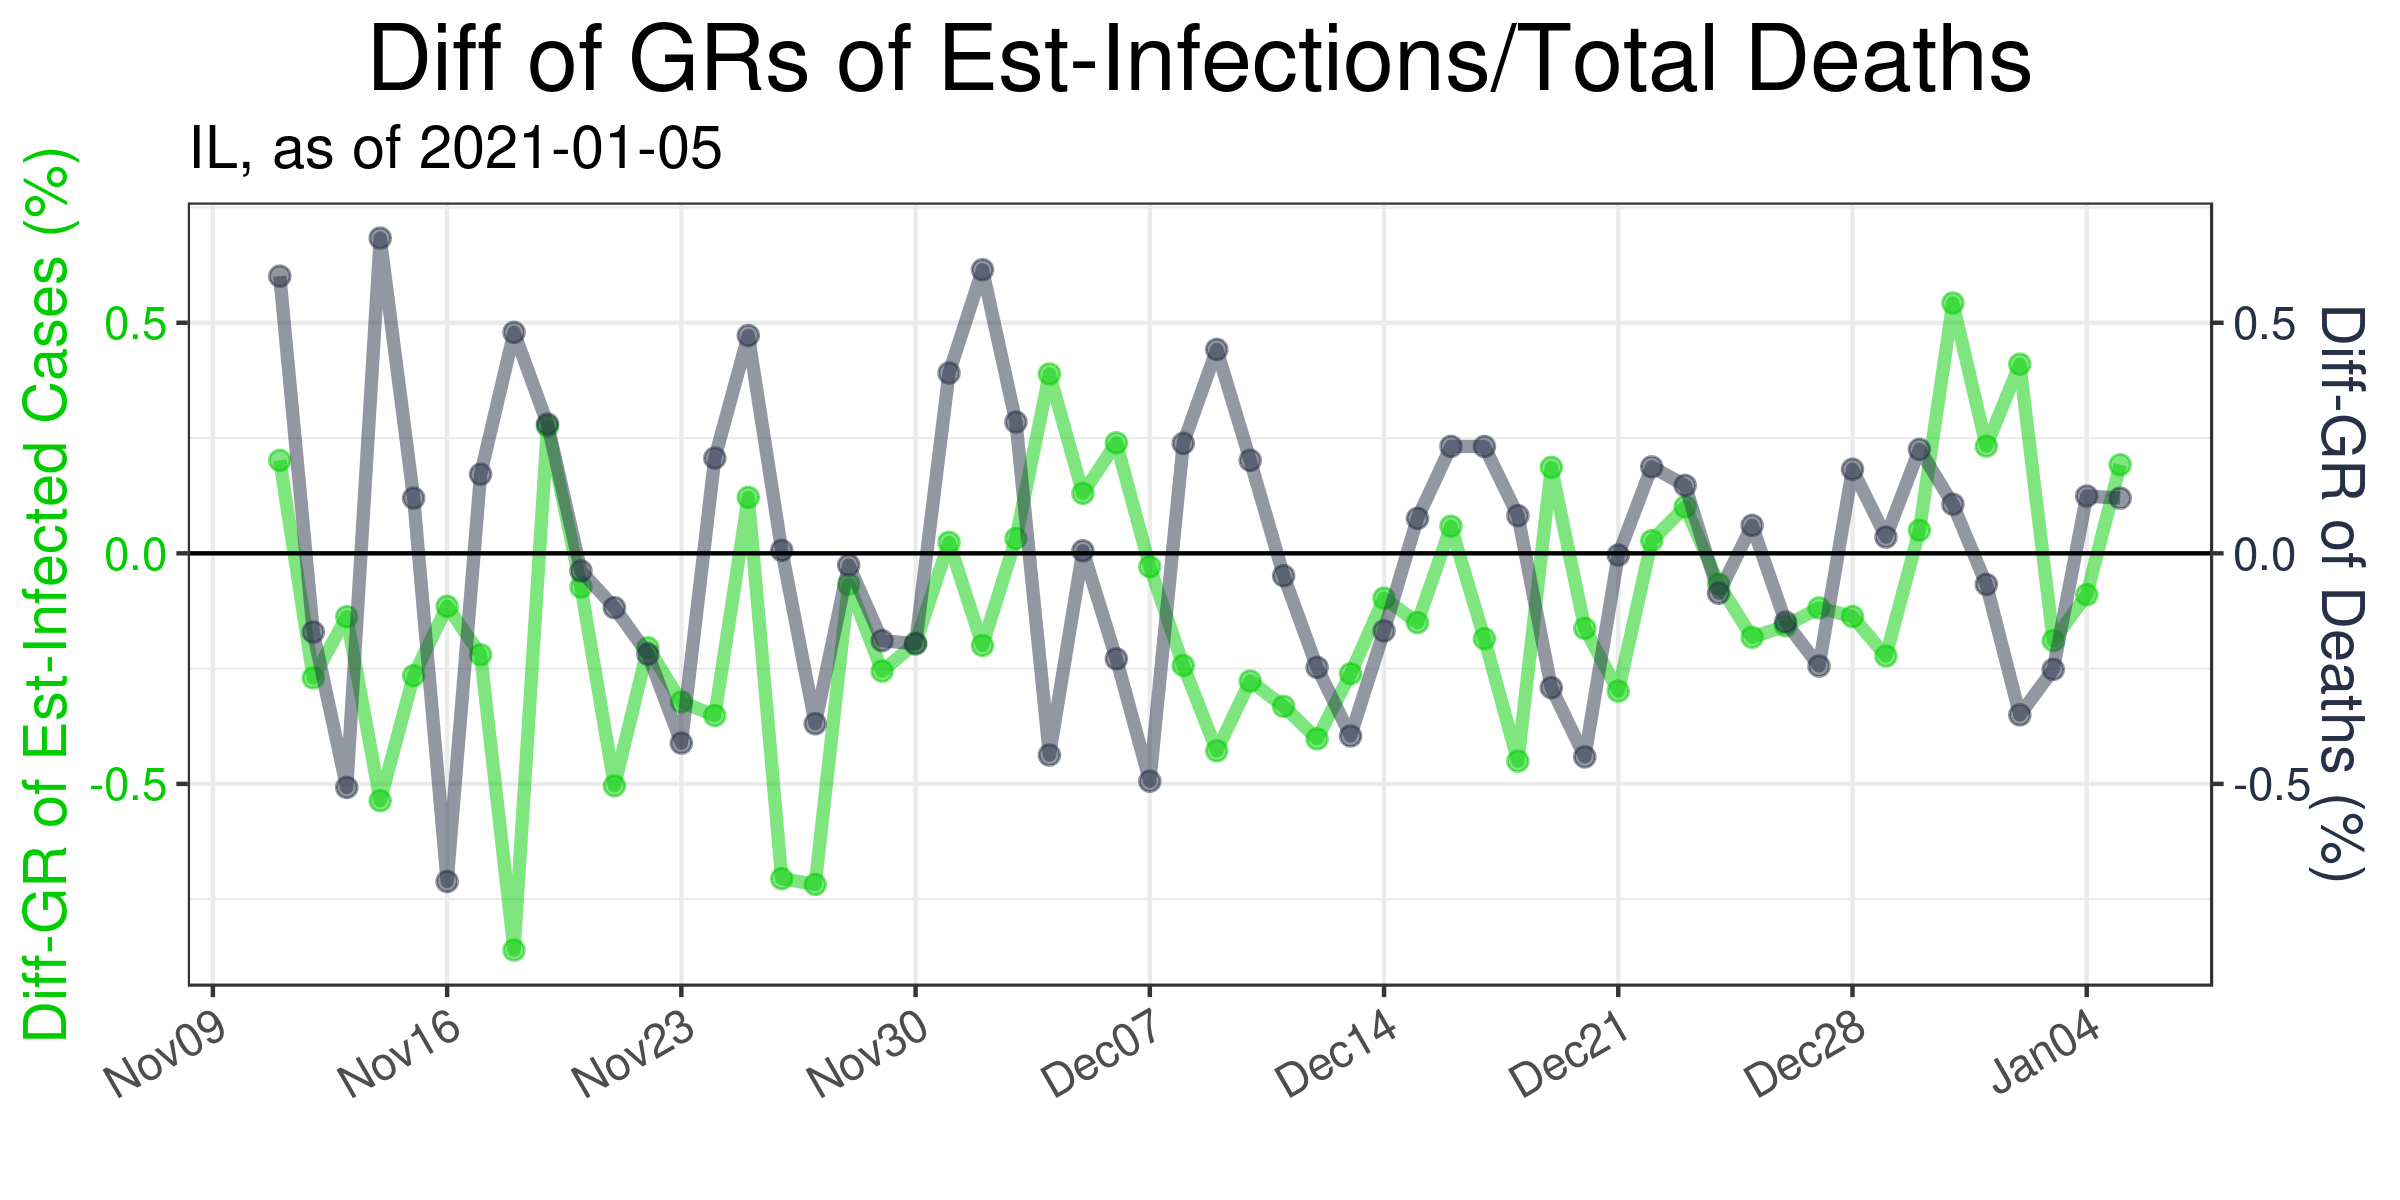 Diff of GRs of Est-Infections/Total Deaths
IL, as of 2021-01-05
Diff-GR of Est-Infected Cases (%)
0.5
0.0
-0.5
0.5
0.0
-0.5
Diff-GR of Deaths (%)
Nov09
Nov16
Nov23
Nov30
Dec07
Dec14
Dec21
Dec28
Jan04